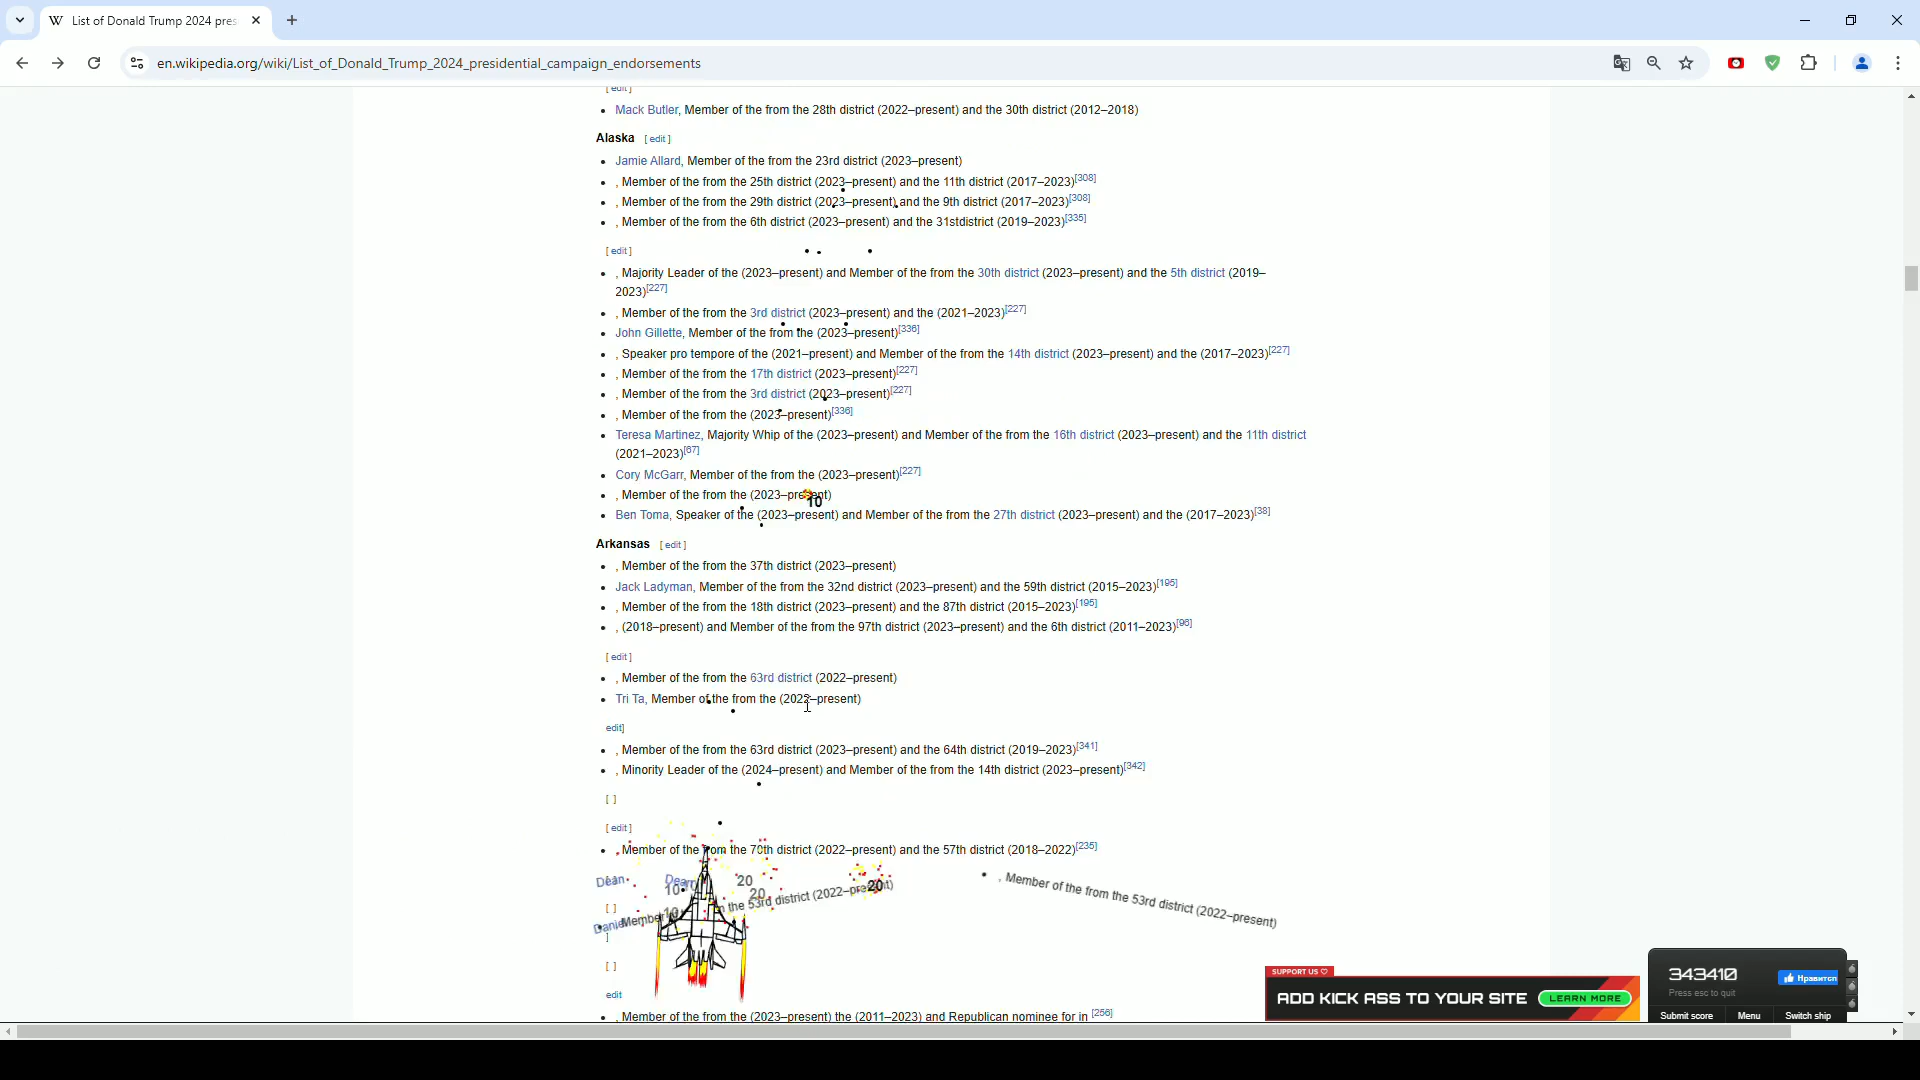 List of Donald Trump 2024 pres
en.wikipedia.org/wiki/List_of_Donald_Trump_2024_presidential_campaign_endorsements
[ edit ]
Mack Butler, Member of the from the 28th district (2022–present) and the 30th district (2012–2018)
Alaska [ edit ]
Jamie Allard, Member of the from the 23rd district (2023–present)
, Member of the from the 25th district (2023–present) and the 11th district (2017–2023)[308]
, Member of the from the 29th district (2023–present) and the 9th district (2017–2023)[308]
, Member of the from the 6th district (2023–present) and the 31stdistrict (2019–2023)[335]
[ edit ]
, Majority Leader of the (2023–present) and Member of the from the 30th district (2023–present) and the 5th district (2019–
2023)[227]
, Member of the from the 3rd district (2023–present) and the (2021–2023)[227]
John Gillette, Member of the from the (2023–present)[336]
, Speaker pro tempore of the (2021–present) and Member of the from the 14th district (2023–present) and the (2017–2023)[227]
, Member of the from the 17th district (2023–present)[227]
, Member of the from the 3rd district (2023–present)[227]
, Member of the from the (2023–present)[336]
Teresa Martinez, Majority Whip of the (2023–present) and Member of the from the 16th district (2023–present) and the 11th district
(2021–2023)[67]
Cory McGarr, Member of the from the (2023–present)[227]
, Member of the from the (2023–present)
10
Ben Toma, Speaker of the (2023–present) and Member of the from the 27th district (2023–present) and the (2017–2023)[38]
Arkansas [ edit ]
, Member of the from the 37th district (2023–present)
Jack Ladyman, Member of the from the 32nd district (2023–present) and the 59th district (2015–2023)[195]
, Member of the from the 18th district (2023–present) and the 87th district (2015–2023)[195]
, (2018–present) and Member of the from the 97th district (2023–present) and the 6th district (2011–2023)[96]
[ edit ]
, Member of the from the 63rd district (2022–present)
Tri Ta, Member of the from the (2022–present)
edit]
, Member of the from the 63rd district (2023–present) and the 64th district (2019–2023)[341]
, Minority Leader of the (2024–present) and Member of the from the 14th district (2023–present)[342]
[ ]
[ edit ]
, Member of the from the 70th district (2022–present) and the 57th district (2018–2022)[235]
Dean Dean 10 20 20 20
, Member of the from the 53rd district (2022–present)
[ ]
Daniel Member 10 in the 53rd district (2022–present)
]
[ ]
edit
, Member of the from the (2023–present) the (2011–2023) and Republican nominee for in [256]
SUPPORT US
ADD KICK ASS TO YOUR SITE LEARN MORE
343410
Нравится
Press esc to quit
Submit score Menu Switch ship